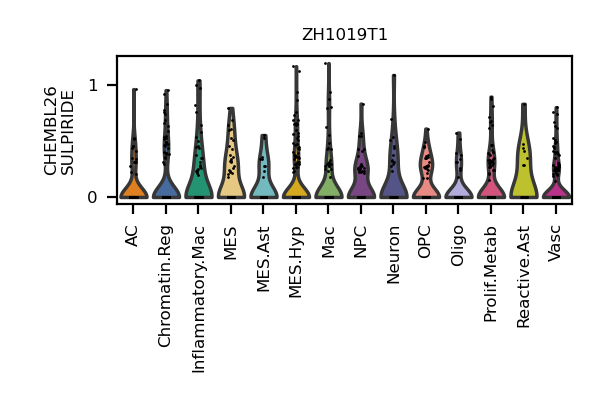 ZH1019T1
CHEMBL26
SULPIRIDE
1
0
AC
Chromatin.Reg
Inflammatory.Mac
MES
MES.Ast
MES.Hyp
Mac
NPC
Neuron
OPC
Oligo
Prolif.Metab
Reactive.Ast
Vasc